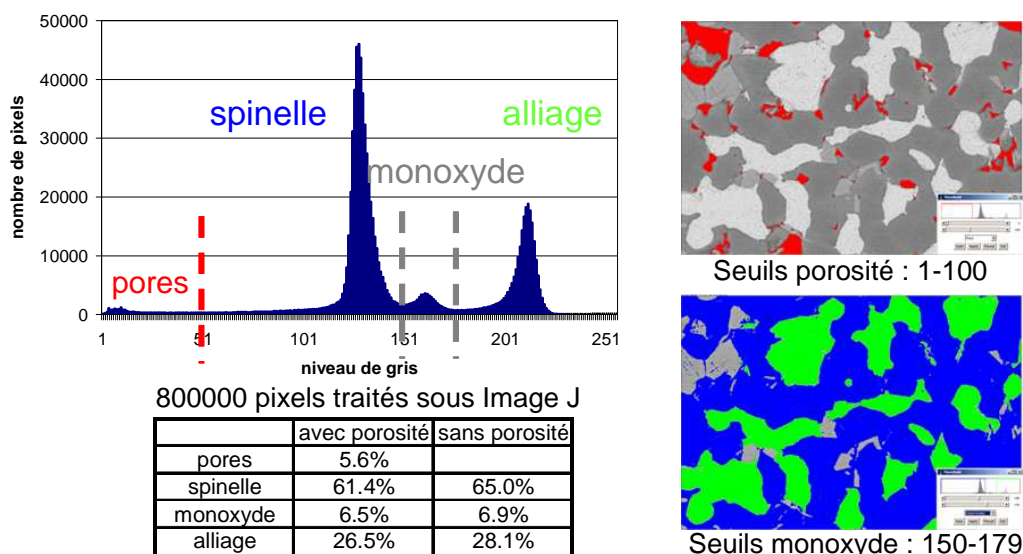 50000
40000
30000
20000
10000
0
nombre de pixels
spinelle
alliage
monoxyde
pores
1 51 101 151 201 251
niveau de gris
800000 pixels traités sous Image J
avec porosité sans porosité
pores 5.6%
spinelle 61.4% 65.0%
monoxyde 6.5% 6.9%
alliage 26.5% 28.1%
Seuils porosité : 1-100
Seuils monoxyde : 150-179